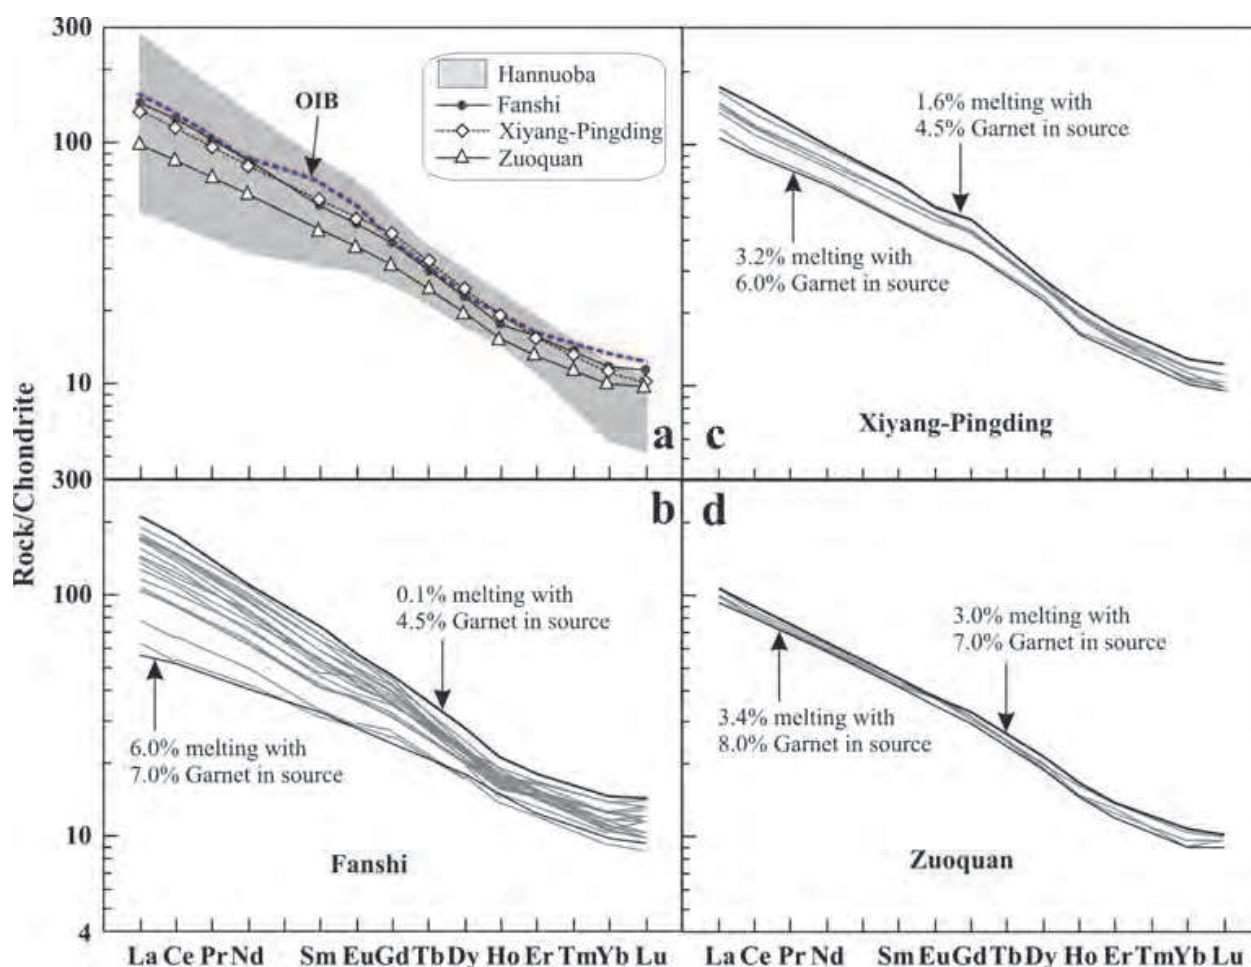 Rock/Chondrite
300
100
10
300
100
10
4
OIB
Hannuoba
Fanshi
Xiyang-Pingding
Zuoquan
a
1.6% melting with
4.5% Garnet in source
3.2% melting with
6.0% Garnet in source
Xiyang-Pingding
c
b
0.1% melting with
4.5% Garnet in source
6.0% melting with
7.0% Garnet in source
Fanshi
d
3.0% melting with
7.0% Garnet in source
3.4% melting with
8.0% Garnet in source
Zuoquan
La Ce Pr Nd Sm Eu Gd Tb Dy Ho Er Tm Yb Lu
La Ce Pr Nd Sm Eu Gd Tb Dy Ho Er Tm Yb Lu